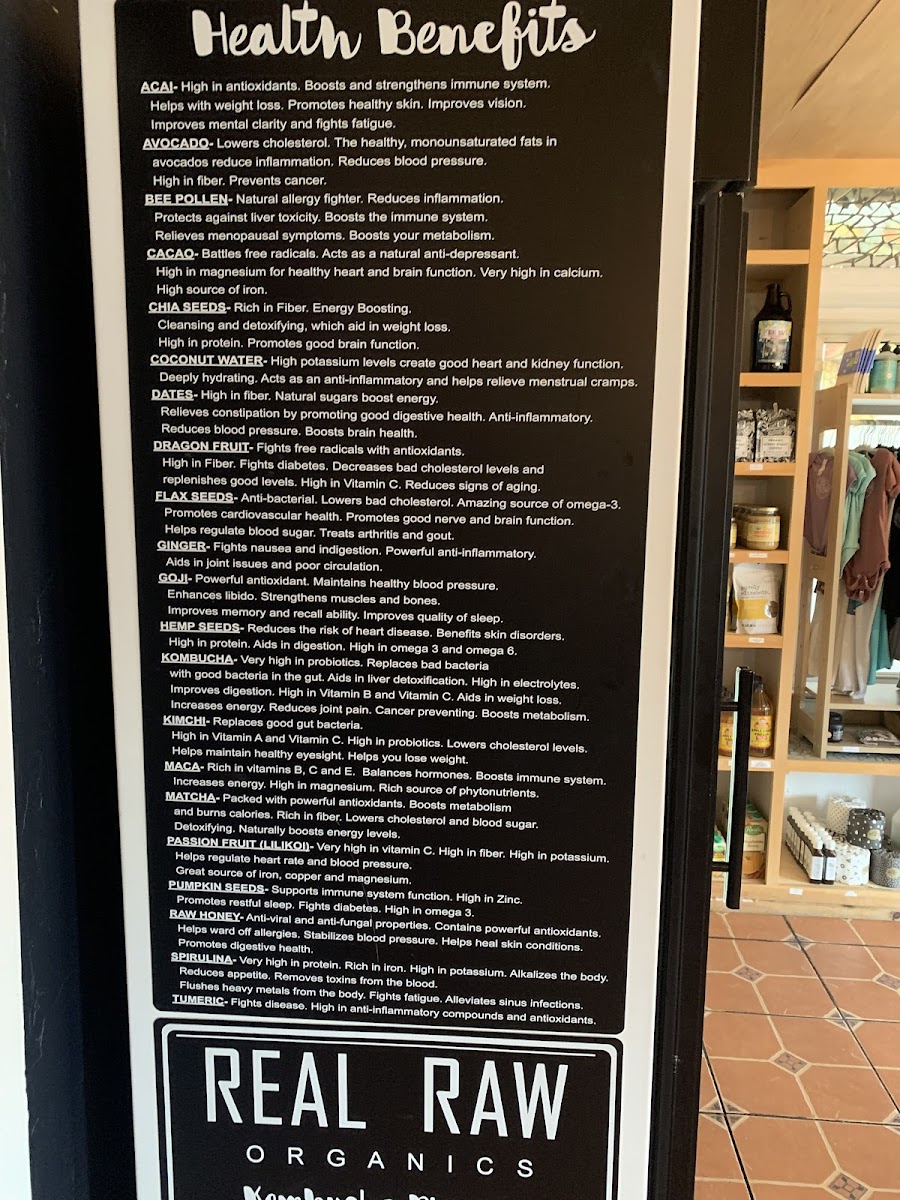 Health Benefits
ACAI- High in antioxidants. Boosts and strengthens immune system.
Helps with weight loss. Promotes healthy skin. Improves vision.
Improves mental clarity and fights fatigue.
AVOCADO- Lowers cholesterol. The healthy, monounsaturated fats in
avocados reduce inflammation. Reduces blood pressure.
High in fiber. Prevents cancer.
BEE POLLEN- Natural allergy fighter. Reduces inflammation.
Protects against liver toxicity. Boosts the immune system.
Relieves menopausal symptoms. Boosts your metabolism.
CACAO- Battles free radicals. Acts as a natural anti-depressant.
High in magnesium for healthy heart and brain function. Very high in calcium.
High source of iron.
CHIA SEEDS- Rich in Fiber. Energy Boosting.
Cleansing and detoxifying, which aid in weight loss.
High in protein. Promotes good brain function.
COCONUT WATER- High potassium levels create good heart and kidney function.
Deeply hydrating. Acts as an anti-inflammatory and helps relieve menstrual cramps.
DATES- High in fiber. Natural sugars boost energy.
Relieves constipation by promoting good digestive health. Anti-inflammatory.
Reduces blood pressure. Boosts brain health.
DRAGON FRUIT- Fights free radicals with antioxidants.
High in Fiber. Fights diabetes. Decreases bad cholesterol levels and
replenishes good levels. High in Vitamin C. Reduces signs of aging.
FLAX SEEDS- Anti-bacterial. Lowers bad cholesterol. Amazing source of omega-3.
Promotes cardiovascular health. Promotes good nerve and brain function.
Helps regulate blood sugar. Treats arthritis and gout.
GINGER- Fights nausea and indigestion. Powerful anti-inflammatory.
Aids in joint issues and poor circulation.
GOJI- Powerful antioxidant. Maintains healthy blood pressure.
Enhances libido. Strengthens muscles and bones.
Improves memory and recall ability. Improves quality of sleep.
HEMP SEEDS- Reduces the risk of heart disease. Benefits skin disorders.
High in protein. Aids in digestion. High in omega 3 and omega 6.
KOMBUCHA- Very high in probiotics. Replaces bad bacteria
with good bacteria in the gut. Aids in liver detoxification. High in electrolytes.
Improves digestion. High in Vitamin B and Vitamin C. Aids in weight loss.
Increases energy. Reduces joint pain. Cancer preventing. Boosts metabolism.
KIMCHI- Replaces good gut bacteria.
High in Vitamin A and Vitamin C. High in probiotics. Lowers cholesterol levels.
Helps maintain healthy eyesight. Helps you lose weight.
MACA- Rich in vitamins B, C and E. Balances hormones. Boosts immune system.
Increases energy. High in magnesium. Rich source of phytonutrients.
MATCHA- Packed with powerful antioxidants. Boosts metabolism
and burns calories. Rich in fiber. Lowers cholesterol and blood sugar.
Detoxifying. Naturally boosts energy levels.
PASSION FRUIT (LILIKOI)- Very high in vitamin C. High in fiber. High in potassium.
Helps regulate heart rate and blood pressure.
Great source of iron, copper and magnesium.
PUMPKIN SEEDS- Supports immune system function. High in Zinc.
Promotes restful sleep. Fights diabetes. High in omega 3.
RAW HONEY- Anti-viral and anti-fungal properties. Contains powerful antioxidants.
Helps ward off allergies. Stabilizes blood pressure. Helps heal skin conditions.
Promotes digestive health.
SPIRULINA- Very high in protein. Rich in iron. High in potassium. Alkalizes the body.
Reduces appetite. Removes toxins from the blood.
Flushes heavy metals from the body. Fights fatigue. Alleviates sinus infections.
TUMERIC- Fights disease. High in anti-inflammatory compounds and antioxidants.
REAL RAW
ORGANICS